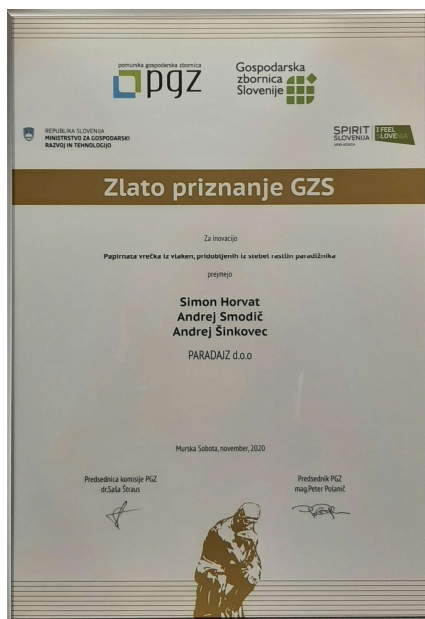 pomurska gospodarska zbornica
pgz
Gospodarska
zbornica
Slovenije
REPUBLIKA SLOVENIJA
MINISTRSTVO ZA GOSPODARSKI
RAZVOJ IN TEHNOLOGIJO
SPIRIT
SLOVENIJA
JAVNA AGENCIJA
I FEEL
SLOVENIA
Zlato priznanje GZS
Za inovacijo
Papirnata vrečka iz vlaken, pridobljenih iz stebel rastlin paradižnika
prejmejo
Simon Horvat
Andrej Smodič
Andrej Šinkovec
PARADAJZ d.o.o
Murska Sobota, november, 2020
Predsednica komisije PGZ
dr.Saša Štraus
Predsednik PGZ
mag.Peter Polanič